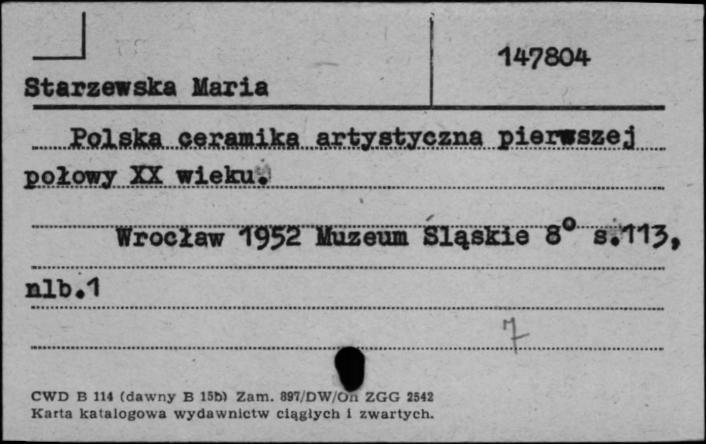 147804
Starzewska Maria
Polska ceramika artystyczna pierwszej
połowy XX wieku.
Wrocław 1952 Muzeum Śląskie 8° s.113,
nlb.1
7
CWD B 114 (dawny B 15b) Zam. 897/DW/On ZGG 2542
Karta katalogowa wydawnictw ciągłych i zwartych.